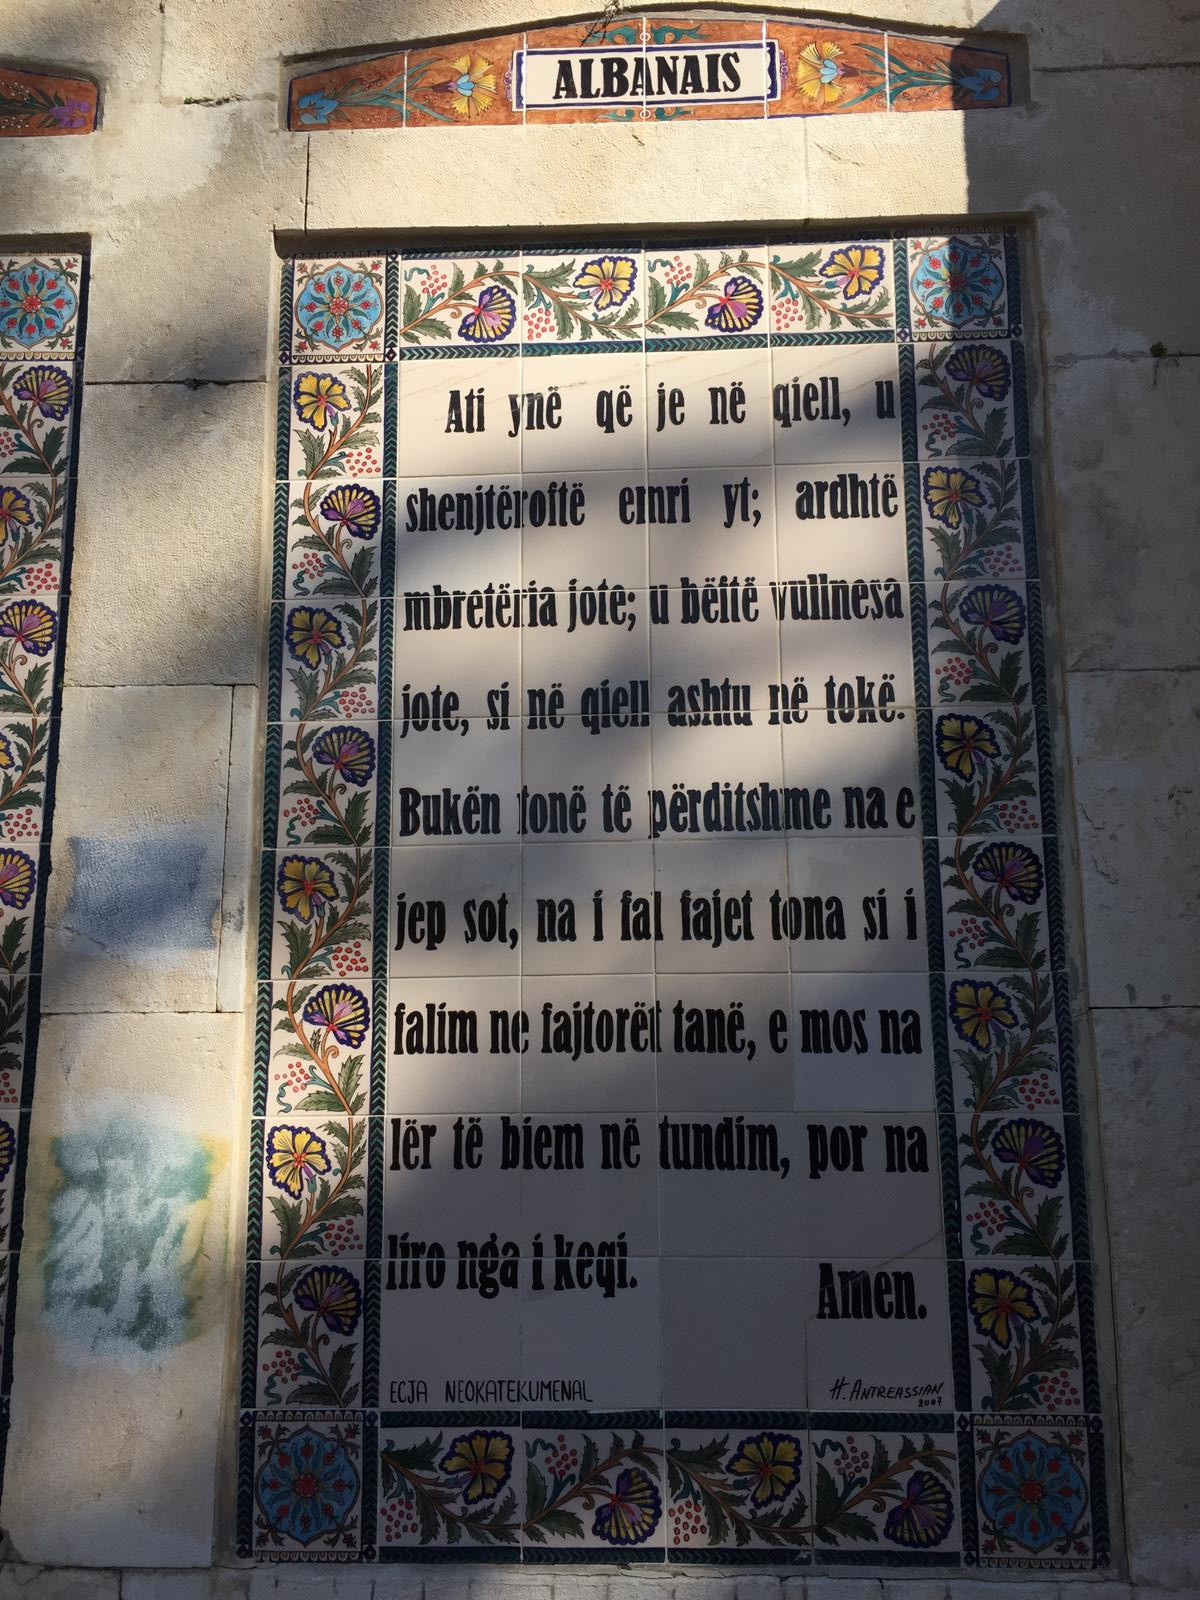 ALBANAIS
Ati ynë që je në qiell, u
shenjtëroftë emri yt; ardhtë
mbretëria jote; u bëftë vullnesa
jote, si në qiell ashtu në tokë.
Bukën tonë të përditshme na e
jep sot, na i fal fajet tona si i
falim ne fajtorët tanë, e mos na
lër të biem në tundim, por na
liro nga i keqi.
Amen.
ECJA NEOKATEKUMENAL
H. ANTREASSIAN
2007